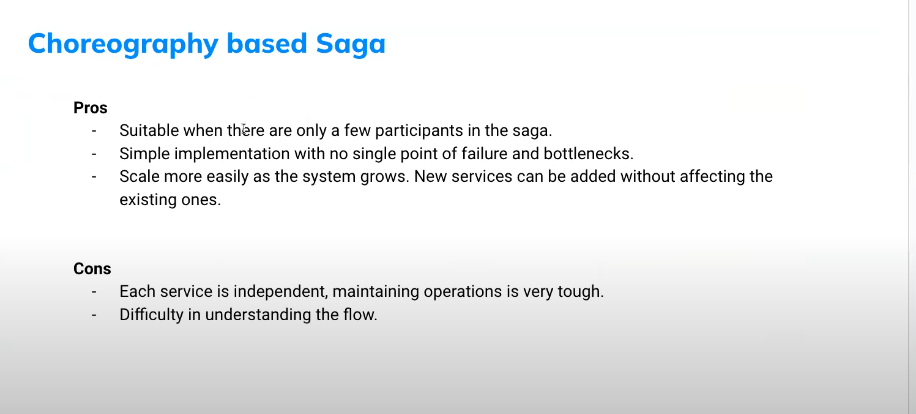 Choreography based Saga
Pros
- Suitable when there are only a few participants in the saga.
- Simple implementation with no single point of failure and bottlenecks.
- Scale more easily as the system grows. New services can be added without affecting the
existing ones.
Cons
- Each service is independent, maintaining operations is very tough.
- Difficulty in understanding the flow.